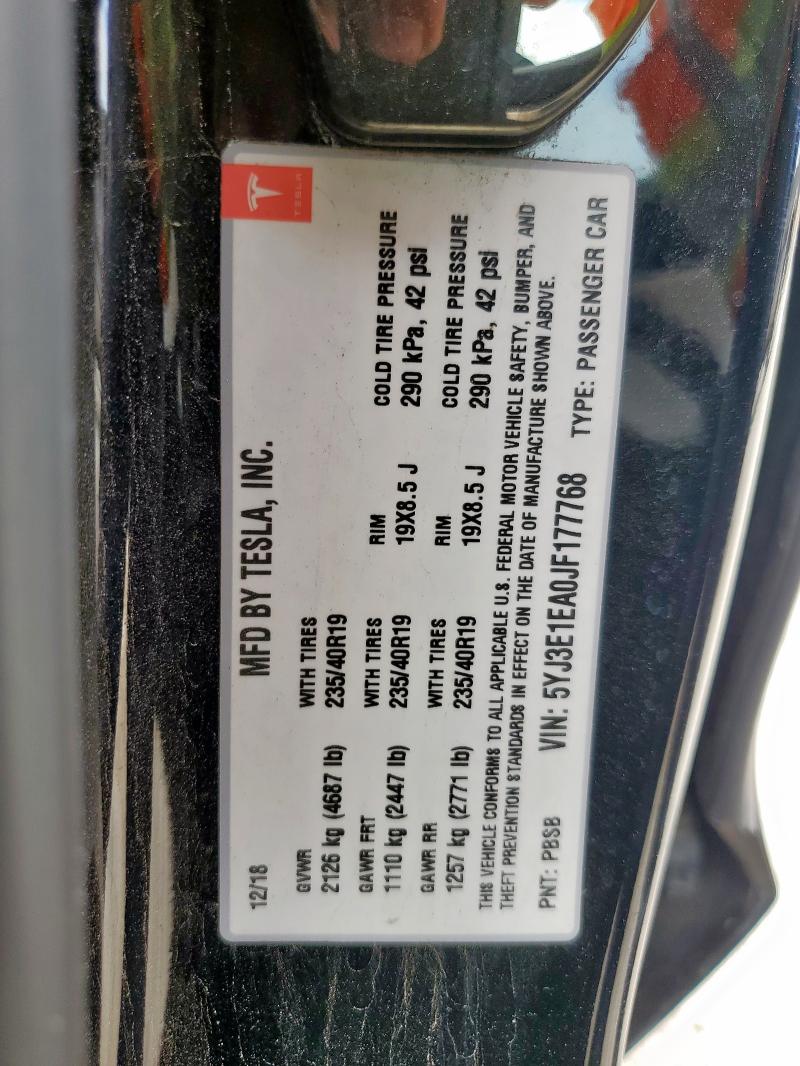 12/18 MFD BY TESLA, INC.
TESLA
GVWR WITH TIRES
2126 kg (4687 lb) 235/40R19
GAWR FRT WITH TIRES RIM COLD TIRE PRESSURE
1110 kg (2447 lb) 235/40R19 19X8.5 J 290 kPa, 42 psi
GAWR RR WITH TIRES RIM COLD TIRE PRESSURE
1257 kg (2771 lb) 235/40R19 19X8.5 J 290 kPa, 42 psi
THIS VEHICLE CONFORMS TO ALL APPLICABLE U.S. FEDERAL MOTOR VEHICLE SAFETY, BUMPER, AND
THEFT PREVENTION STANDARDS IN EFFECT ON THE DATE OF MANUFACTURE SHOWN ABOVE.
PNT: PBSB VIN: 5YJ3E1EA0JF177768 TYPE: PASSENGER CAR